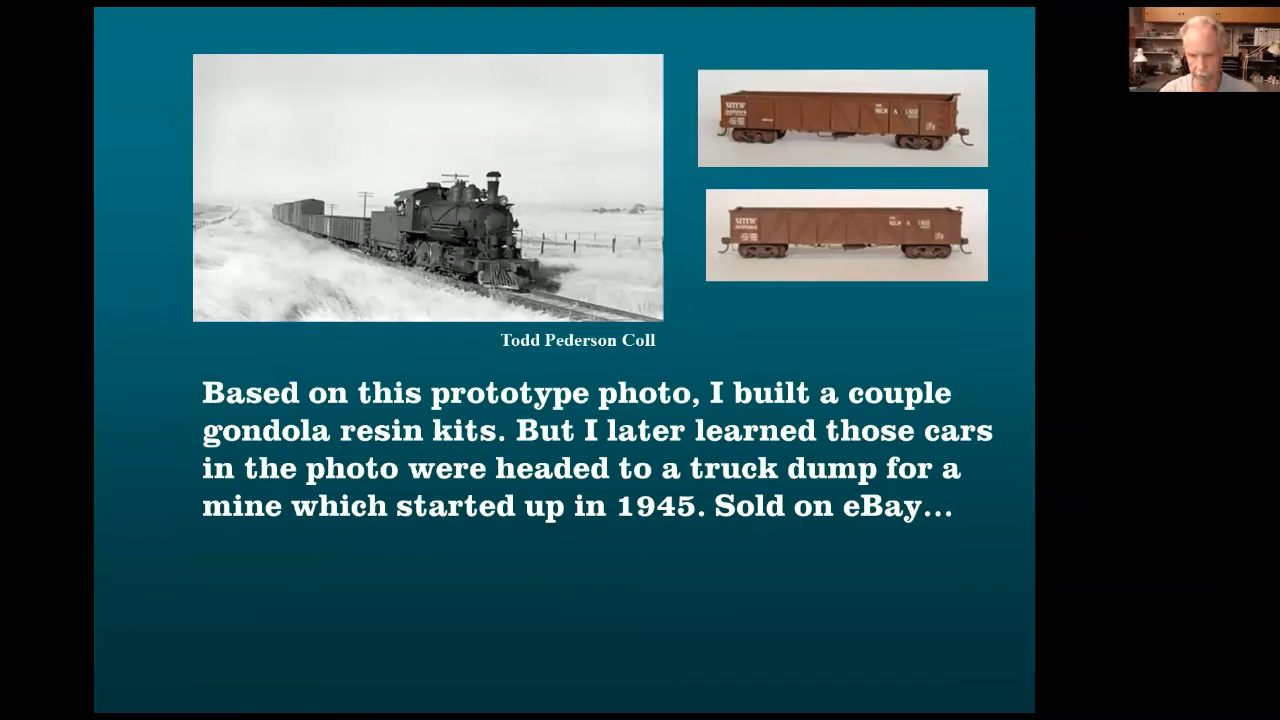 Todd Pederson Coll
Based on this prototype photo, I built a couple
gondola resin kits. But I later learned those cars
in the photo were headed to a truck dump for a
mine which started up in 1945. Sold on eBay...